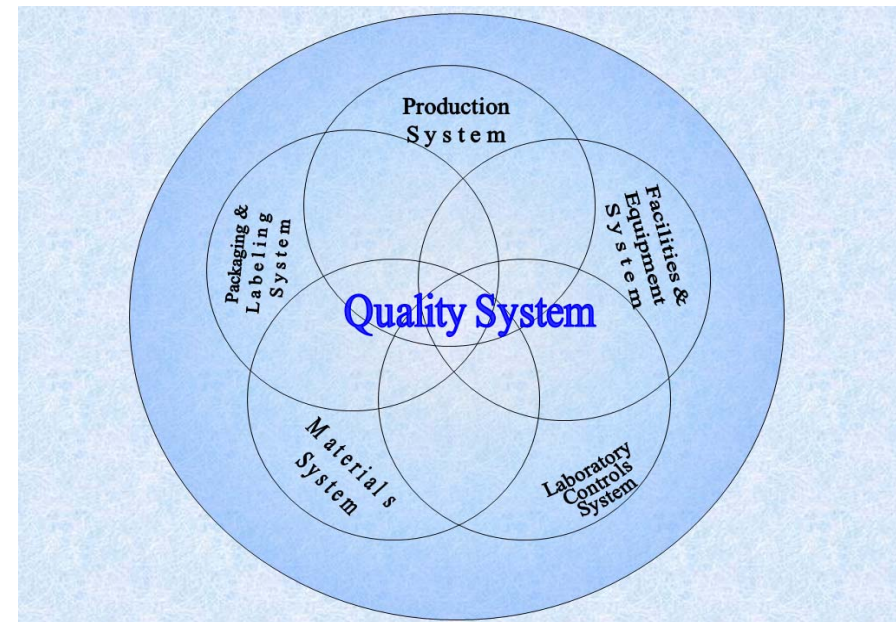 Production
System
Facilities &
Equipment
System
Packaging &
Labeling
System
Quality System
Materials
System
Laboratory
Controls
System